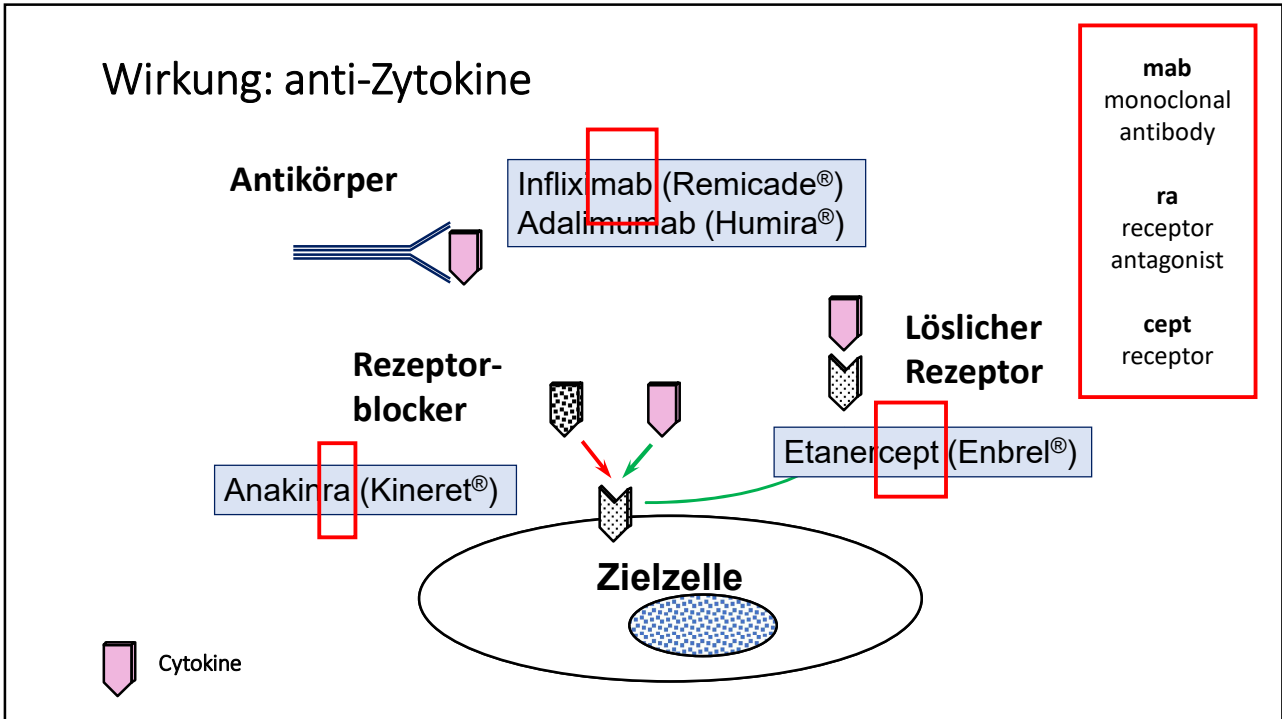 Wirkung: anti-Zytokine
mab
monoclonal
antibody
ra
receptor
antagonist
cept
receptor
Antikörper
Infliximab (Remicade®)
Adalimumab (Humira®)
Löslicher
Rezeptor
Rezeptor-
blocker
Etanercept (Enbrel®)
Anakinra (Kineret®)
Zielzelle
Cytokine